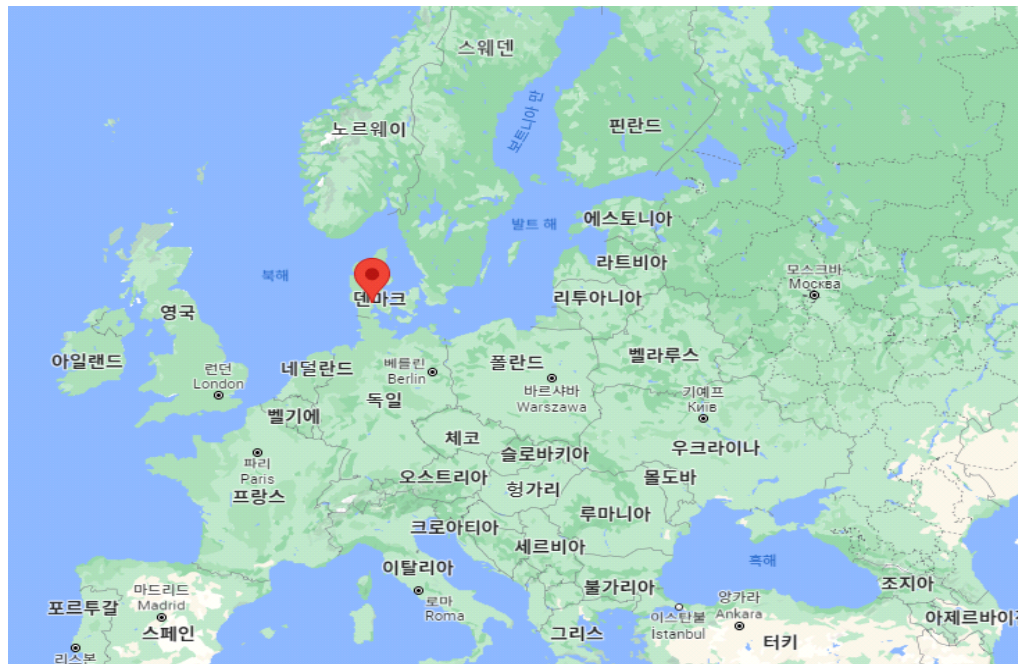 스웨덴
노르웨이
보트니아 만
핀란드
에스토니아
발트 해
라트비아
북해
모스크바
Москва
덴마크
리투아니아
영국
아일랜드
런던
London
네덜란드
베를린
Berlin
폴란드
벨라루스
바르샤바
Warszawa
독일
키예프
Київ
벨기에
체코
슬로바키아
우크라이나
파리
Paris
프랑스
오스트리아
헝가리
몰도바
루마니아
크로아티아
세르비아
이탈리아
흑해
불가리아
조지아
마드리드
Madrid
포르투갈
스페인
로마
Roma
이스탄불
Istanbul
앙카라
Ankara
그리스
터키